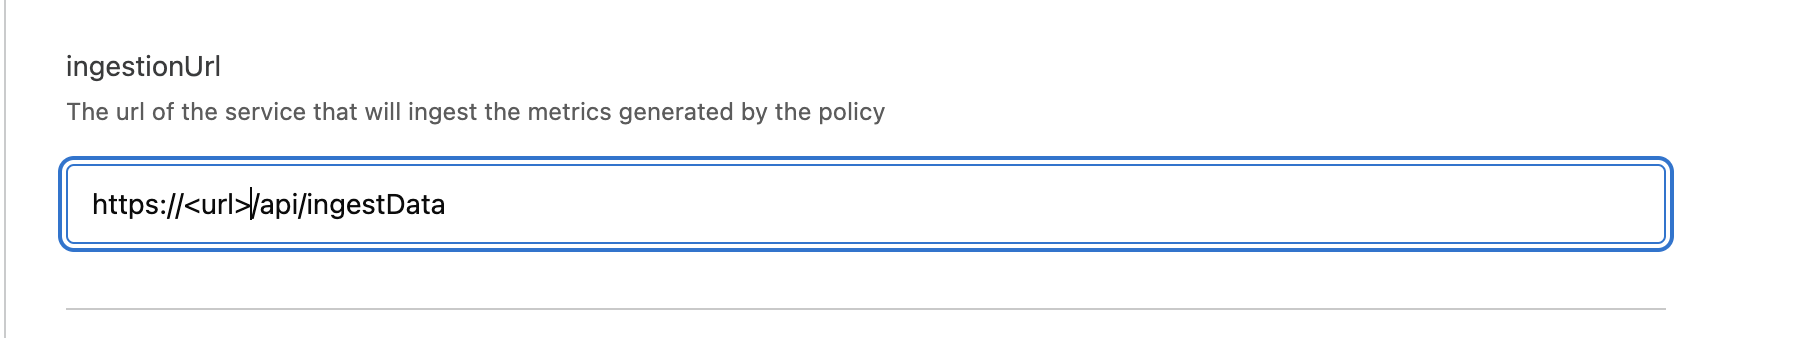 ingestionUrl
The url of the service that will ingest the metrics generated by the policy
https://<url>/api/ingestData